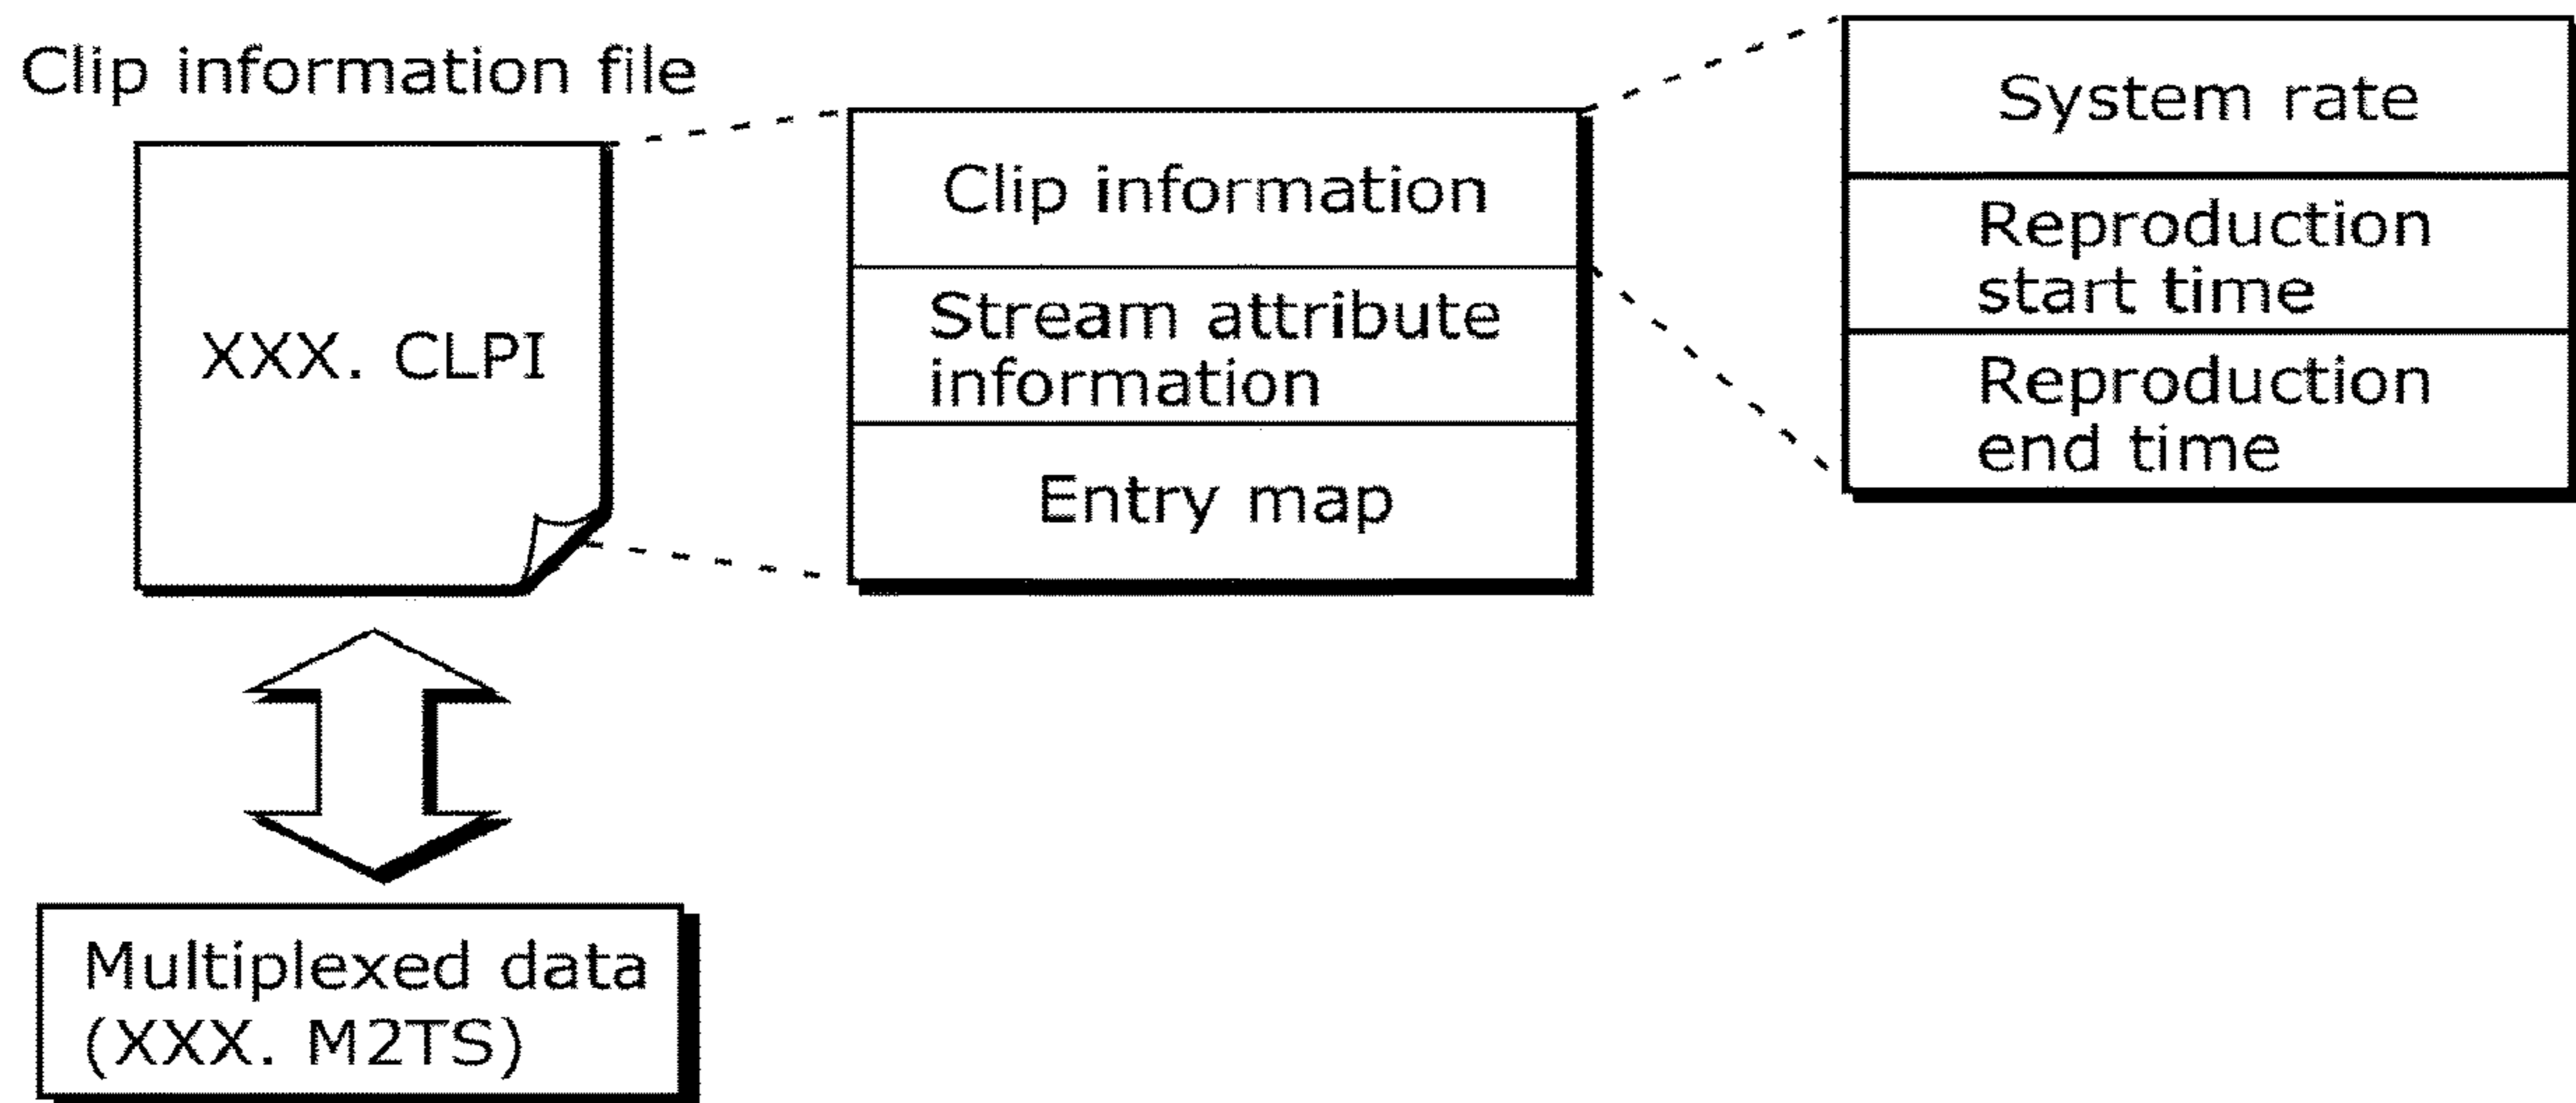 Clip information file
XXX. CLPI
Multiplexed data
(XXX. M2TS)
Clip information
Stream attribute
information
Entry map
System rate
Reproduction
start time
Reproduction
end time